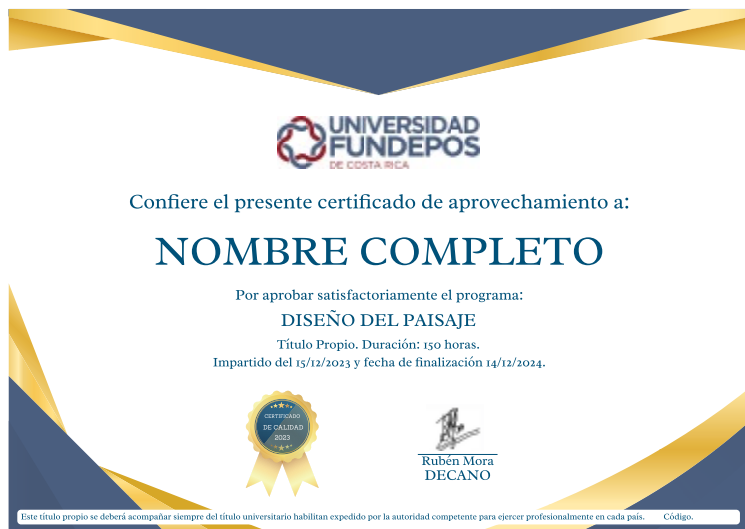 UNIVERSIDAD
FUNDEPOS
DE COSTA RICA
Confiere el presente certificado de aprovechamiento a:
NOMBRE COMPLETO
Por aprobar satisfactoriamente el programa:
DISEÑO DEL PAISAJE
Título Propio. Duración: 150 horas.
Impartido del 15/12/2023 y fecha de finalización 14/12/2024.
CERTIFICADO
DE CALIDAD
2023
Rubén Mora
DECANO
Este título propio se deberá acompañar siempre del título universitario habilitan expedido por la autoridad competente para ejercer profesionalmente en cada país. Código.